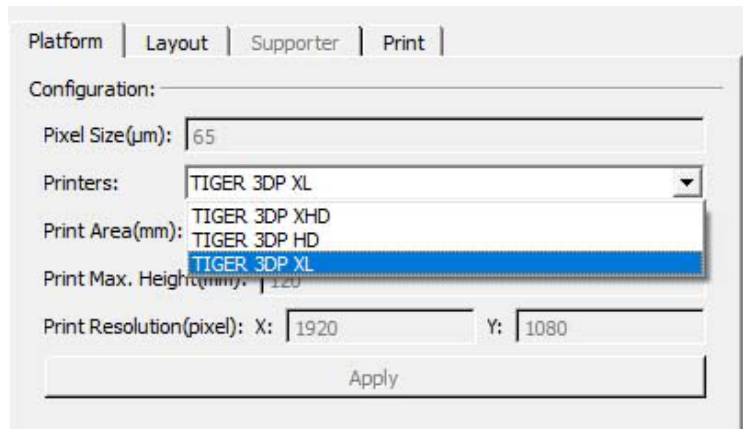 Platform Layout Supporter Print
Configuration:
Pixel Size(µm): 65
Printers: TIGER 3DP XL
TIGER 3DP XHD
Print Area(mm):
TIGER 3DP HD
TIGER 3DP XL
Print Max. Height(mm): 120
Print Resolution(pixel): X: 1920 Y: 1080
Apply